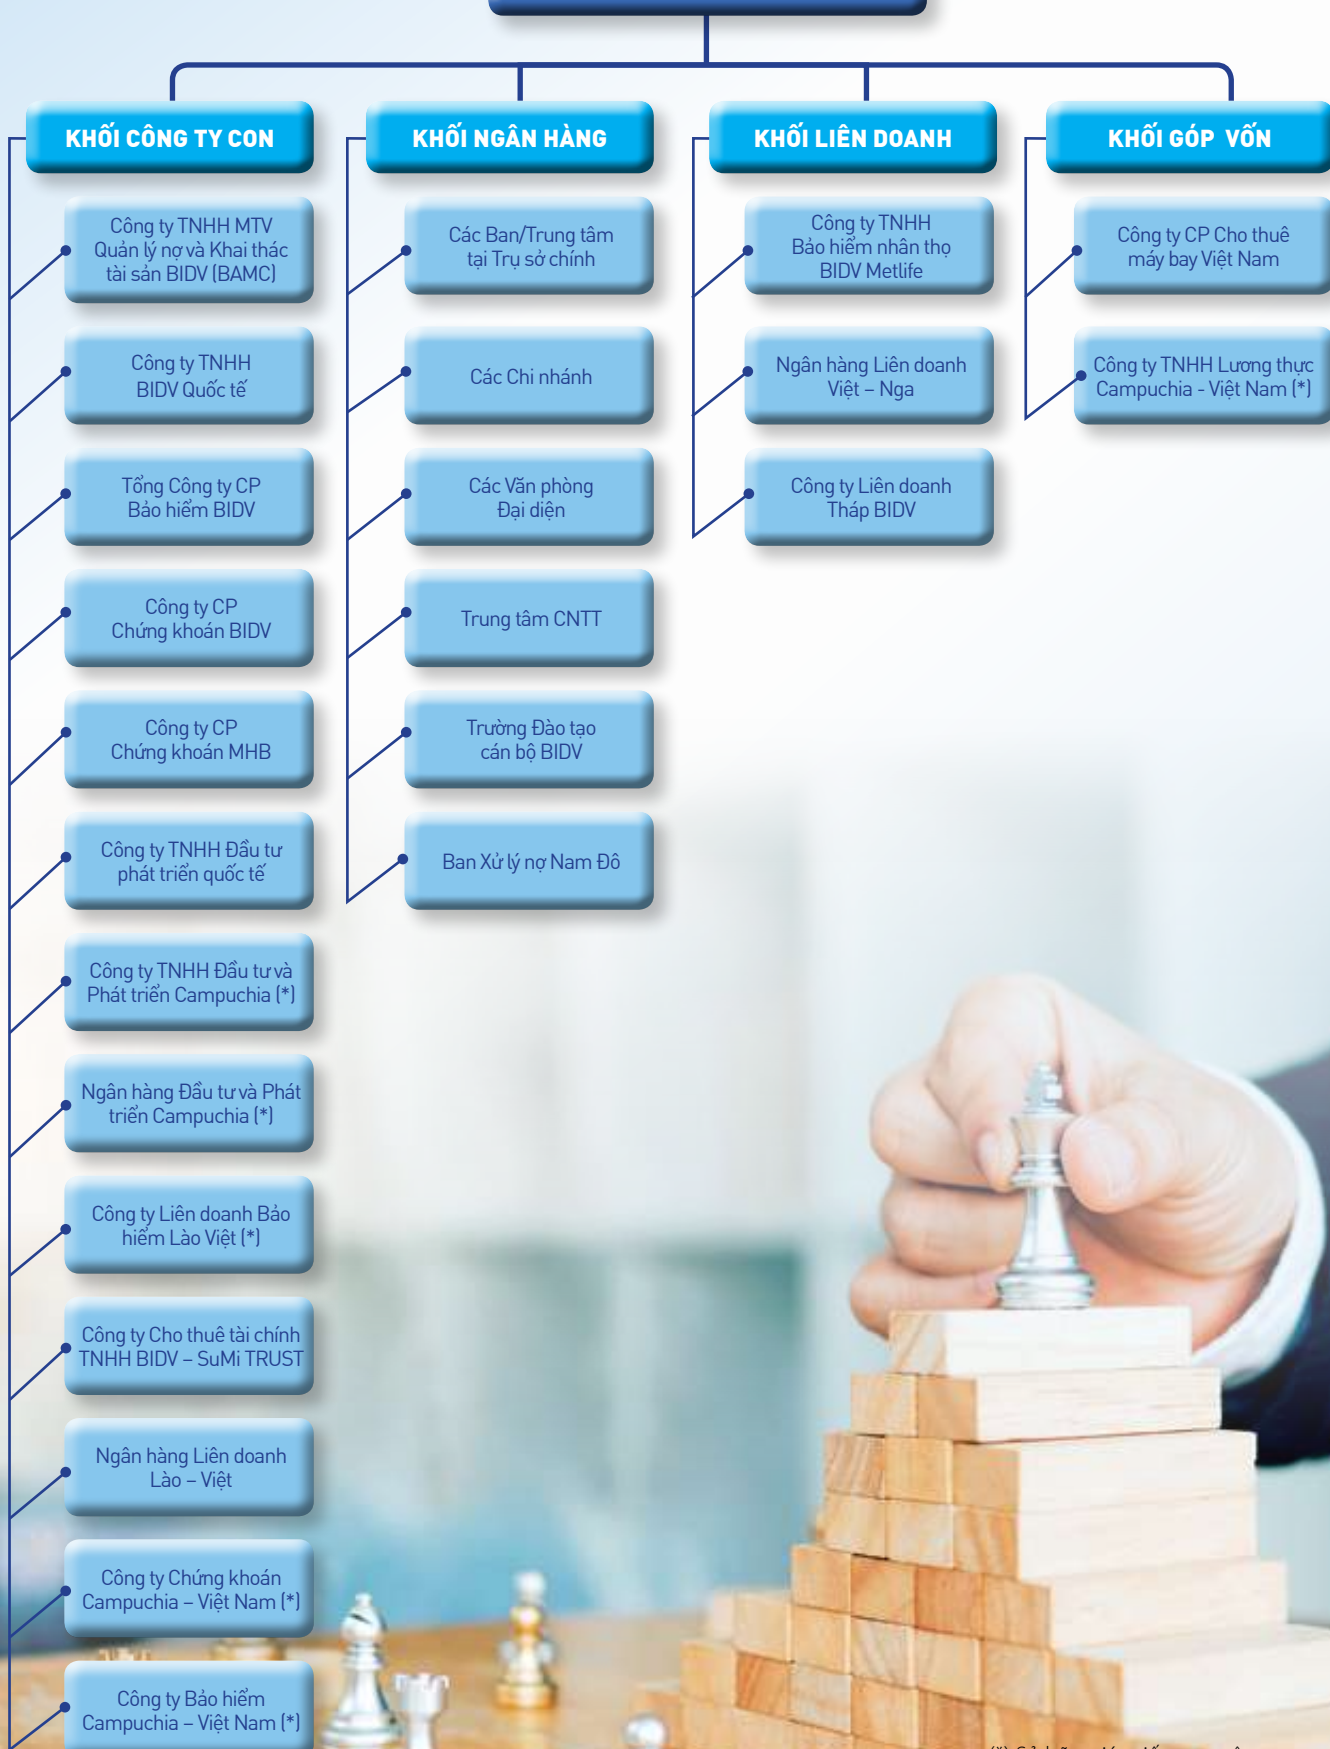 KHỐI CÔNG TY CON
Công ty TNHH MTV
Quản lý nợ và Khai thác
tài sản BIDV (BAMC)
Công ty TNHH
BIDV Quốc tế
Tổng Công ty CP
Bảo hiểm BIDV
Công ty CP
Chứng khoán BIDV
Công ty CP
Chứng khoán MHB
Công ty TNHH Đầu tư
phát triển quốc tế
Công ty TNHH Đầu tư và
Phát triển Campuchia (*)
Ngân hàng Đầu tư và Phát
triển Campuchia (*)
Công ty Liên doanh Bảo
hiểm Lào Việt (*)
Công ty Cho thuê tài chính
TNHH BIDV – SuMi TRUST
Ngân hàng Liên doanh
Lào – Việt
Công ty Chứng khoán
Campuchia – Việt Nam (*)
Công ty Bảo hiểm
Campuchia – Việt Nam (*)
KHỐI NGÂN HÀNG
Các Ban/Trung tâm
tại Trụ sở chính
Các Chi nhánh
Các Văn phòng
Đại diện
Trung tâm CNTT
Trường Đào tạo
cán bộ BIDV
Ban Xử lý nợ Nam Đô
KHỐI LIÊN DOANH
Công ty TNHH
Bảo hiểm nhân thọ
BIDV Metlife
Ngân hàng Liên doanh
Việt – Nga
Công ty Liên doanh
Tháp BIDV
KHỐI GÓP VỐN
Công ty CP Cho thuê
máy bay Việt Nam
Công ty TNHH Lương thực
Campuchia - Việt Nam (*)